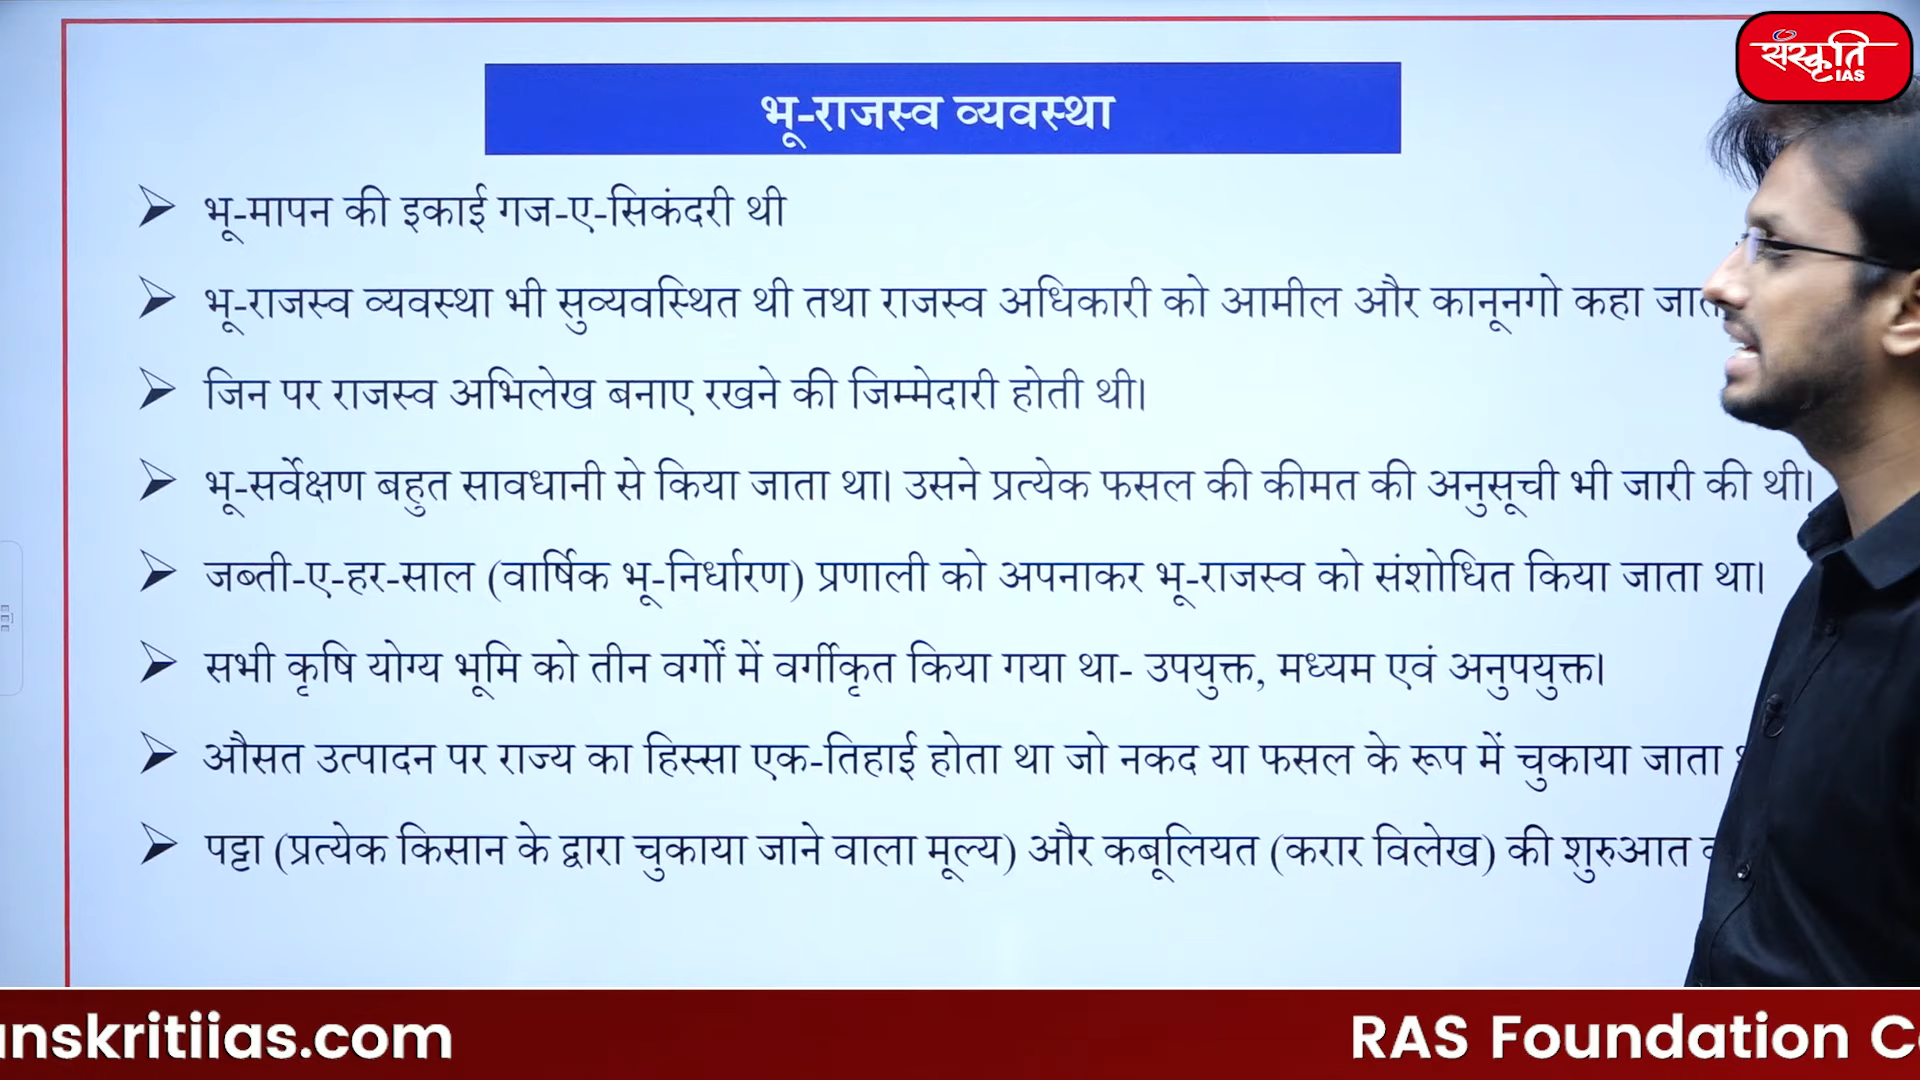 संस्कृति
IAS
भू-राजस्व व्यवस्था
भू-मापन की इकाई गज-ए-सिकंदरी थी
भू-राजस्व व्यवस्था भी सुव्यवस्थित थी तथा राजस्व अधिकारी को आमील और कानूनगो कहा
जिन पर राजस्व अभिलेख बनाए रखने की जिम्मेदारी होती थी।
भू-सर्वेक्षण बहुत सावधानी से किया जाता था। उसने प्रत्येक फसल की कीमत की अनुसूची भी जारी की थी।
जब्ती-ए-हर-साल (वार्षिक भू-निर्धारण) प्रणाली को अपनाकर भू-राजस्व को संशोधित किया जाता था।
सभी कृषि योग्य भूमि को तीन वर्गों में वर्गीकृत किया गया था- उपयुक्त, मध्यम एवं अनुपयुक्त।
औसत उत्पादन पर राज्य का हिस्सा एक-तिहाई होता था जो नकद या फसल के रूप में चुकाया जाता
पट्टा (प्रत्येक किसान के द्वारा चुकाया जाने वाला मूल्य) और कबूलियत (करार विलेख) की शुरुआत
anskritiias.com
RAS Foundation